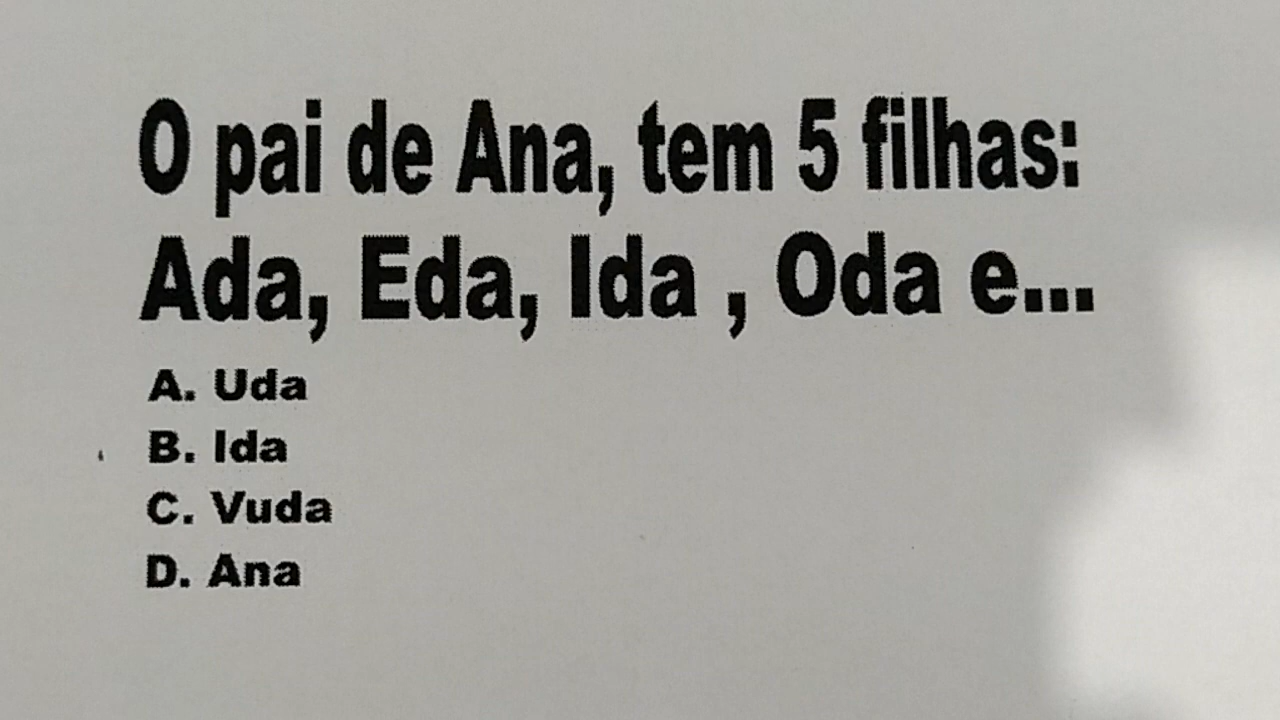 O pai de Ana, tem 5 filhas:
Ada, Eda, Ida , Oda e...
A. Uda
B. Ida
C. Vuda
D. Ana